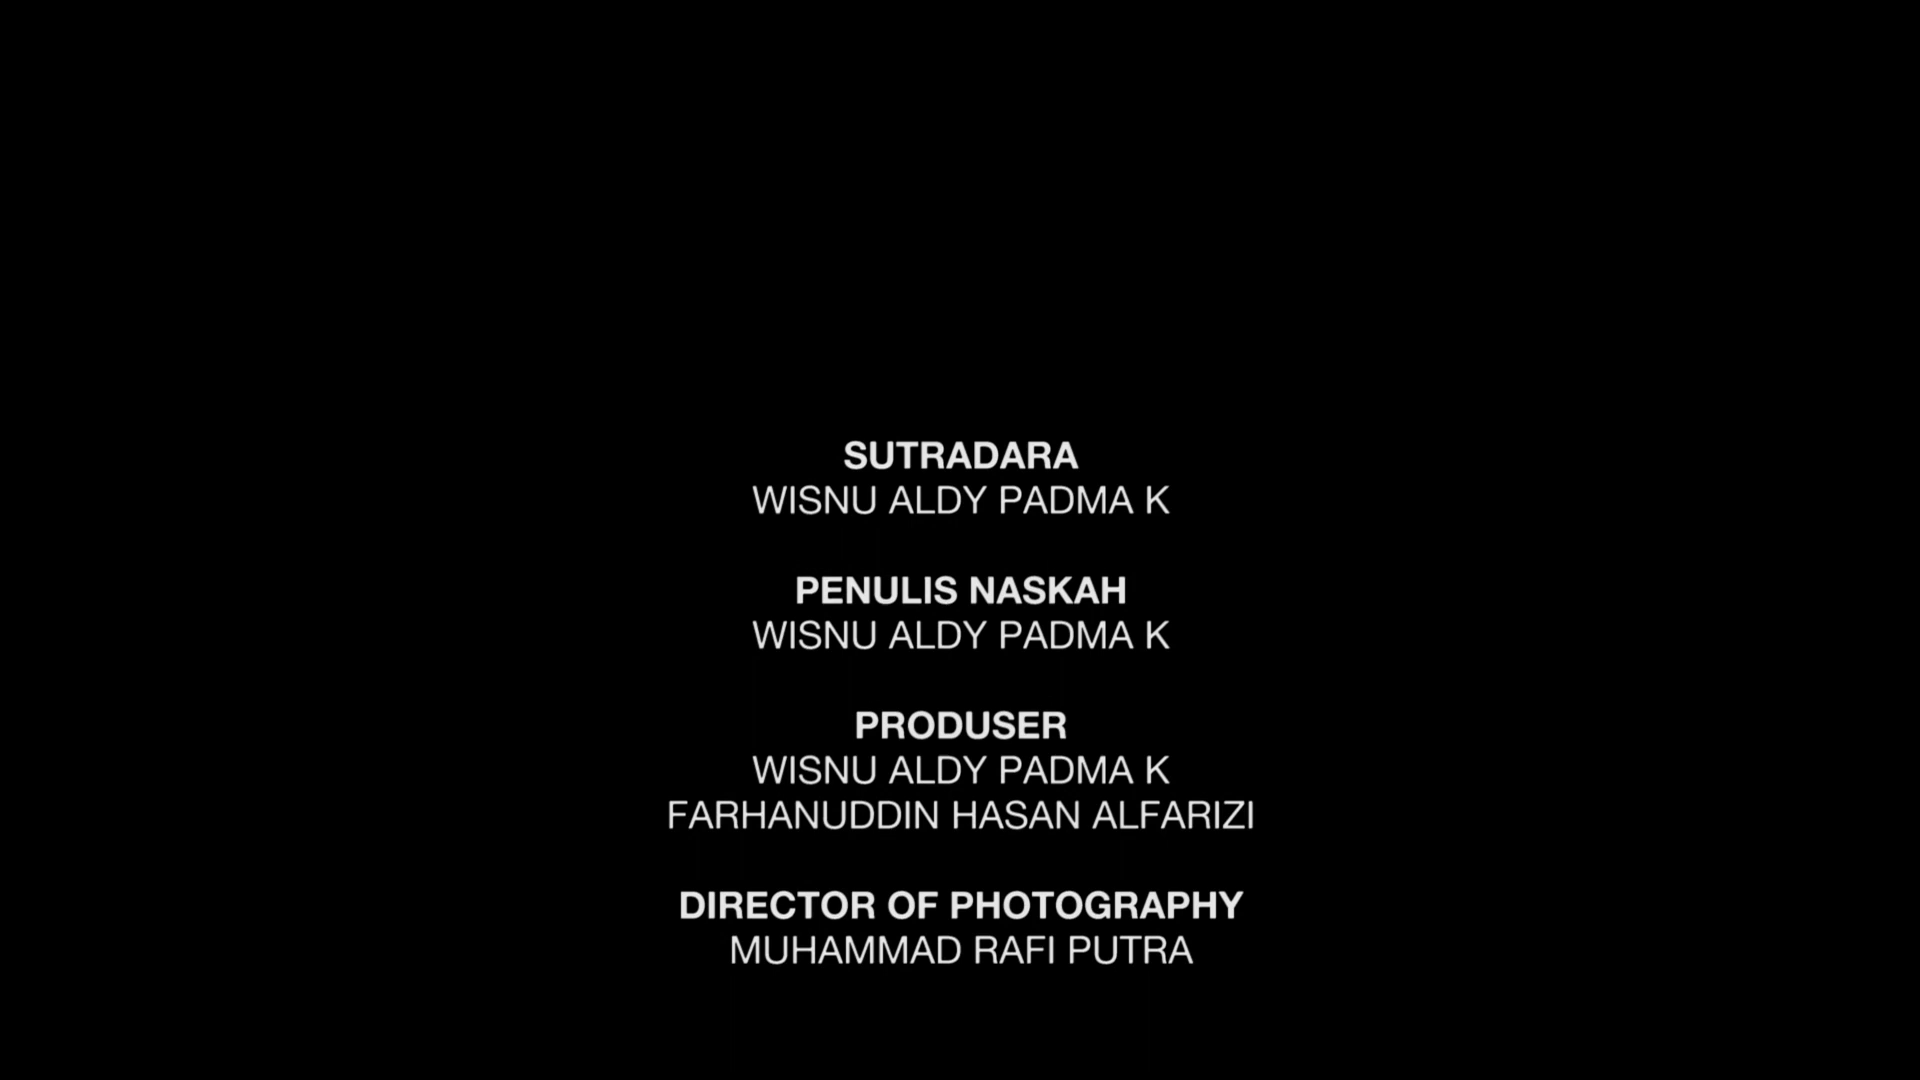 SUTRADARA
WISNU ALDY PADMA K
PENULIS NASKAH
WISNU ALDY PADMA K
PRODUSER
WISNU ALDY PADMA K
FARHANUDDIN HASAN ALFARIZI
DIRECTOR OF PHOTOGRAPHY
MUHAMMAD RAFI PUTRA